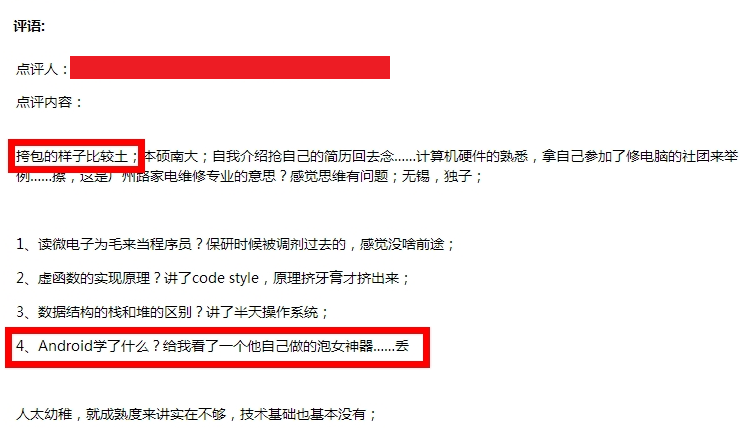 评语:
点评人：
点评内容：
挎包的样子比较土；本硕南大；自我介绍抢自己的简历回去念......计算机硬件的熟悉，拿自己参加了修电脑的社团来举
例......擦，这是广州路家电维修专业的意思？感觉思维有问题；无锡，独子；
1、读微电子为毛来当程序员？保研时候被调剂过去的，感觉没啥前途；
2、虚函数的实现原理？讲了code style，原理挤牙膏才挤出来；
3、数据结构的栈和堆的区别？讲了半天操作系统；
4、Android学了什么？给我看了一个他自己做的泡女神器......丢
人太幼稚，就成熟度来讲实在不够，技术基础也基本没有；